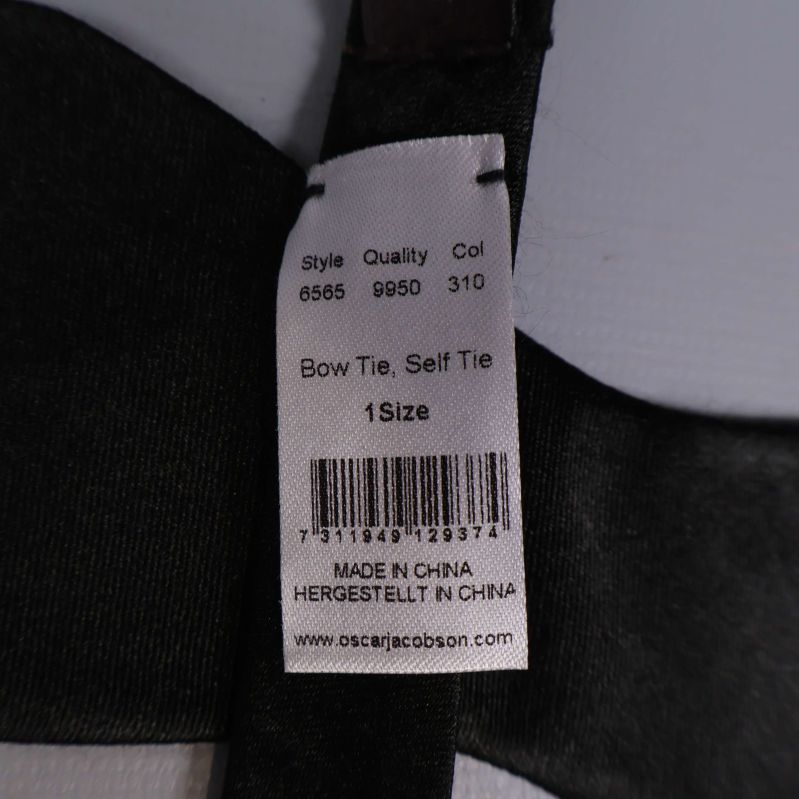 Style Quality Col
6565 9950 310
Bow Tie, Self Tie
1Size
7 311949 129374
MADE IN CHINA
HERGESTELLT IN CHINA
www.oscarjacobson.com